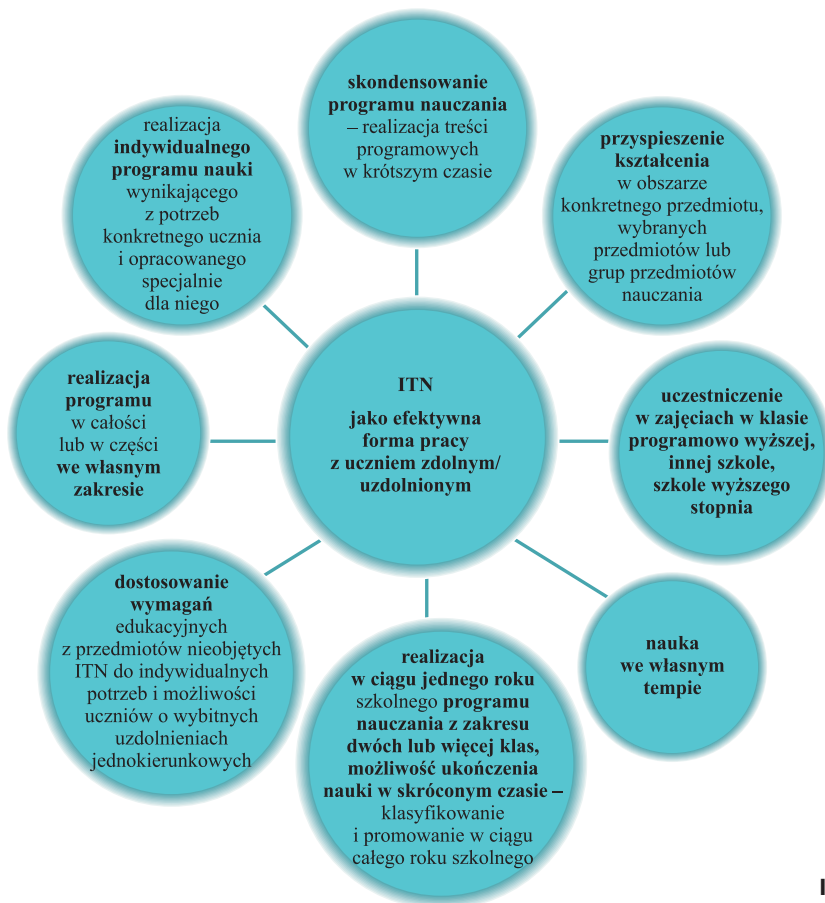 skondensowanie
programu nauczania
– realizacja treści
programowych
w krótszym czasie
realizacja
indywidualnego
programu nauki
wynikającego
z potrzeb
konkretnego ucznia
i opracowanego
specjalnie
dla niego
przyspieszenie
kształcenia
w obszarze
konkretnego przedmiotu,
wybranych
przedmiotów lub
grup przedmiotów
nauczania
ITN
jako efektywna
forma pracy
z uczniem zdolnym/
uzdolnionym
realizacja
programu
w całości
lub w części
we własnym
zakresie
uczestniczenie
w zajęciach w klasie
programowo wyższej,
innej szkole,
szkole wyższego
stopnia
dostosowanie
wymagań
edukacyjnych
z przedmiotów nieobjętych
ITN do indywidualnych
potrzeb i możliwości
uczniów o wybitnych
uzdolnieniach
jednokierunkowych
realizacja
w ciągu jednego roku
szkolnego programu
nauczania z zakresu
dwóch lub więcej klas,
możliwość ukończenia
nauki w skróconym czasie –
klasyfikowanie
i promowanie w ciągu
całego roku szkolnego
nauka
we własnym
tempie